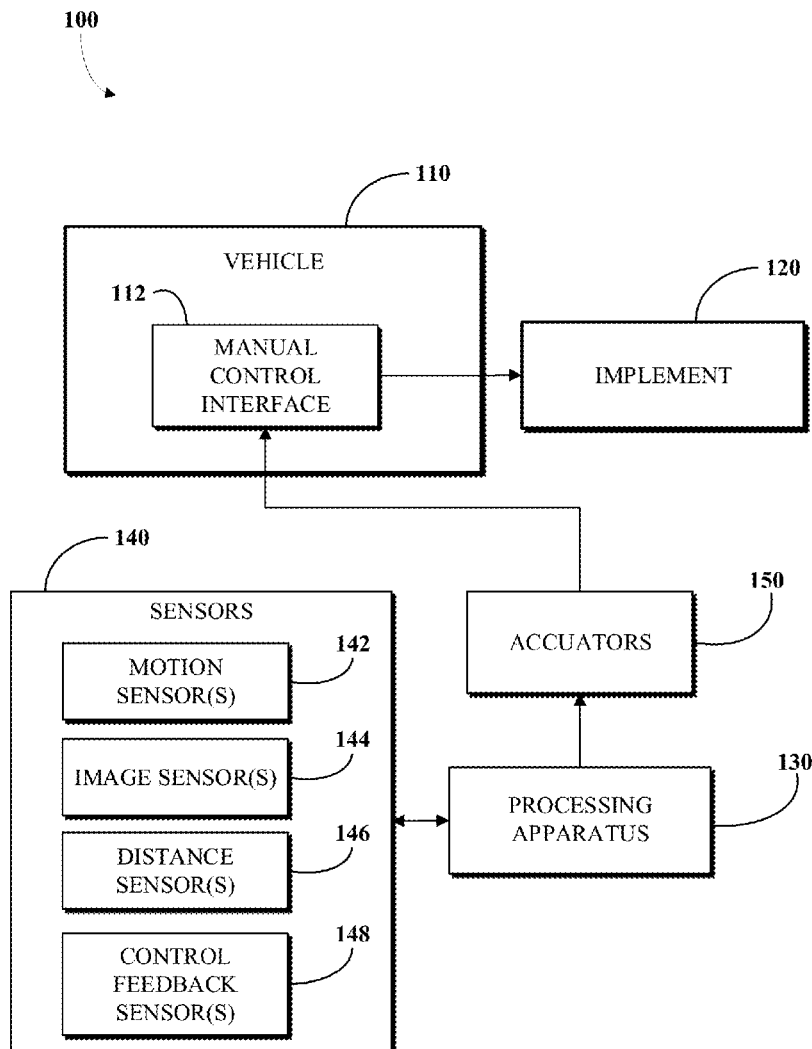 100
110
VEHICLE
112
MANUAL
CONTROL
INTERFACE
120
IMPLEMENT
140
SENSORS
MOTION
SENSOR(S)
142
IMAGE SENSOR(S)
144
DISTANCE
SENSOR(S)
146
CONTROL
FEEDBACK
SENSOR(S)
148
150
ACCUATORS
130
PROCESSING
APPARATUS